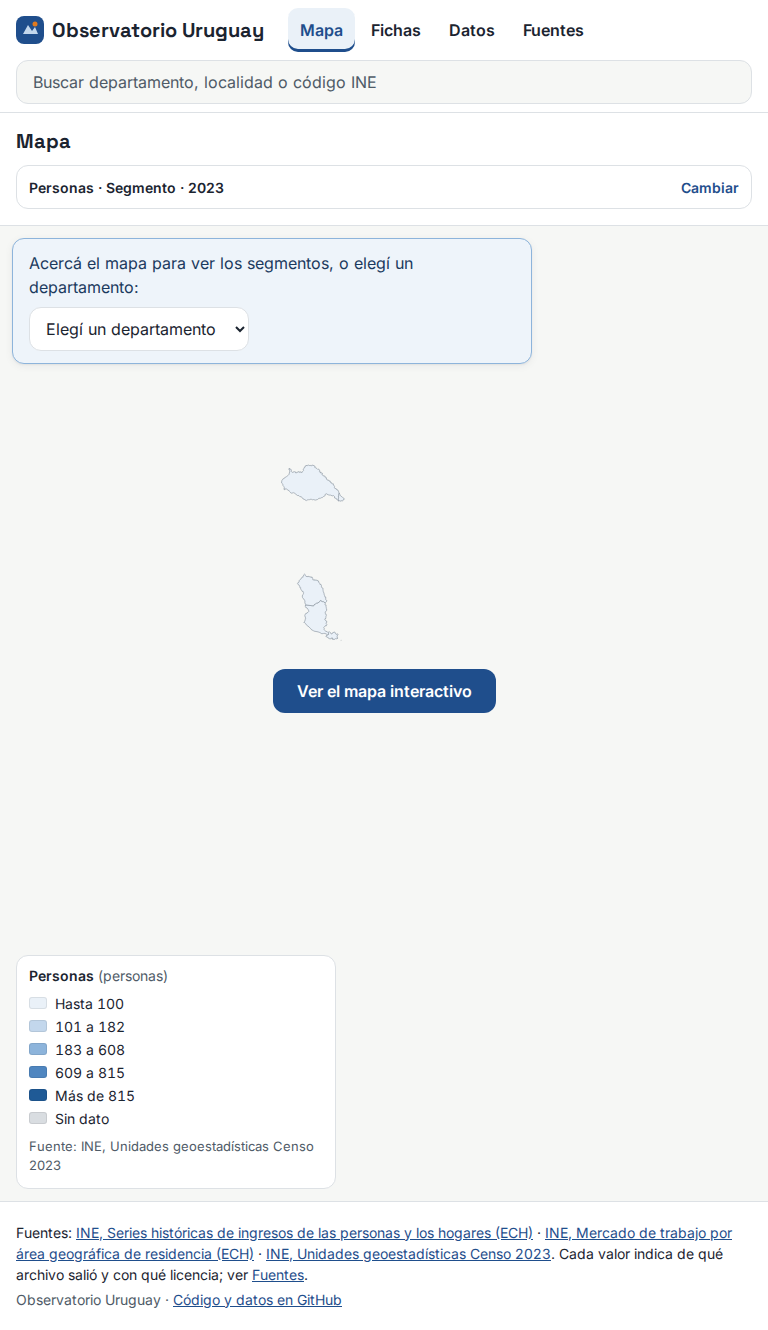 Observatorio Uruguay
Mapa
Fichas
Datos
Fuentes
Buscar departamento, localidad o código INE
Mapa
Personas · Segmento · 2023
Cambiar
Acercá el mapa para ver los segmentos, o elegí un
departamento:
Elegí un departamento
Ver el mapa interactivo
Personas (personas)
Hasta 100
101 a 182
183 a 608
609 a 815
Más de 815
Sin dato
Fuente: INE, Unidades geoestadísticas Censo
2023
Fuentes: INE, Series históricas de ingresos de las personas y los hogares (ECH) · INE, Mercado de trabajo por
área geográfica de residencia (ECH) · INE, Unidades geoestadísticas Censo 2023. Cada valor indica de qué
archivo salió y con qué licencia; ver Fuentes.
Observatorio Uruguay · Código y datos en GitHub